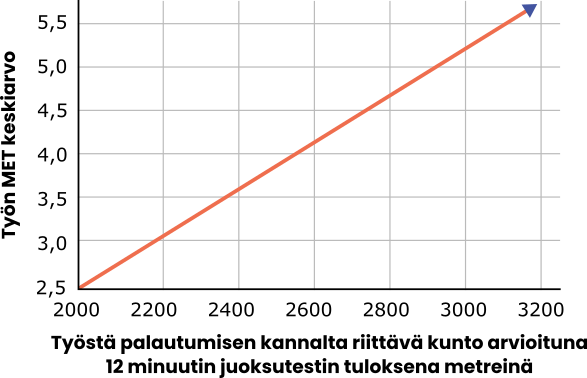 5,5
5,0
4,5
4,0
3,5
3,0
2,5
Työn MET keskiarvo
2000 2200 2400 2600 2800 3000 3200
Työstä palautumisen kannalta riittävä kunto arvioituna
12 minuutin juoksutestin tuloksena metreinä